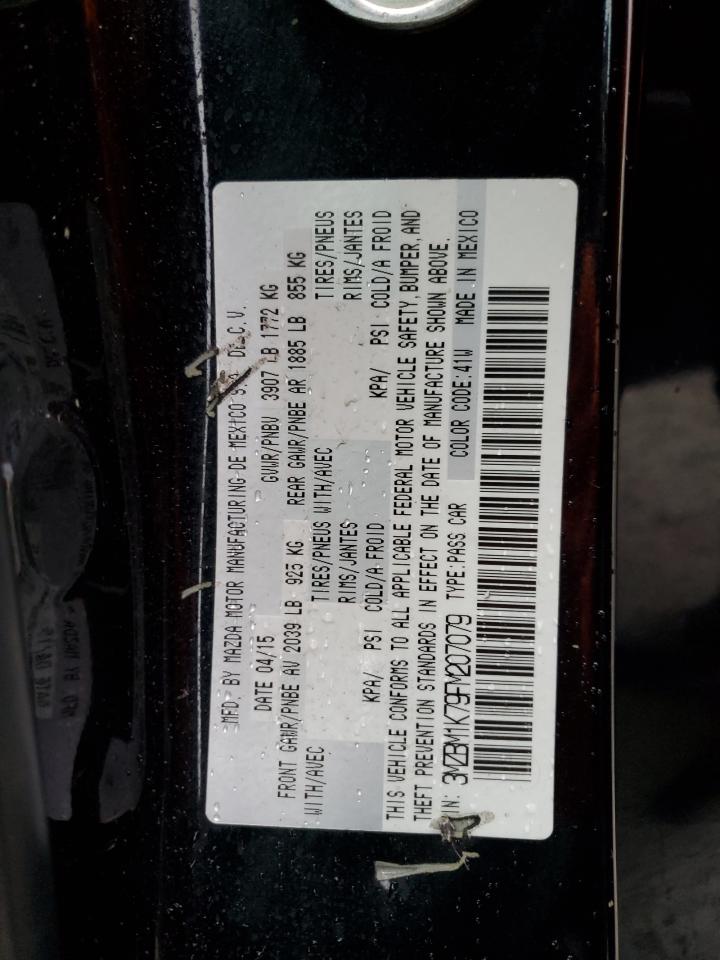 MFD. BY MAZDA MOTOR MANUFACTURING DE MEXICO S.A. DE C.V.
DATE 04/15 GVWR/PNBV 3907 LB 1772 KG
FRONT GAWR/PNBE AV 2039 LB 925 KG REAR GAWR/PNBE AR 1885 LB 855 KG
WITH/AVEC TIRES/PNEUS WITH/AVEC TIRES/PNEUS
RIMS/JANTES RIMS/JANTES
KPA/ PSI COLD/A FROID KPA/ PSI COLD/A FROID
THIS VEHICLE CONFORMS TO ALL APPLICABLE FEDERAL MOTOR VEHICLE SAFETY, BUMPER, AND
THEFT PREVENTION STANDARDS IN EFFECT ON THE DATE OF MANUFACTURE SHOWN ABOVE.
VIN: 3MZBM1K79FM207079 TYPE:PASS CAR COLOR CODE:41W MADE IN MEXICO